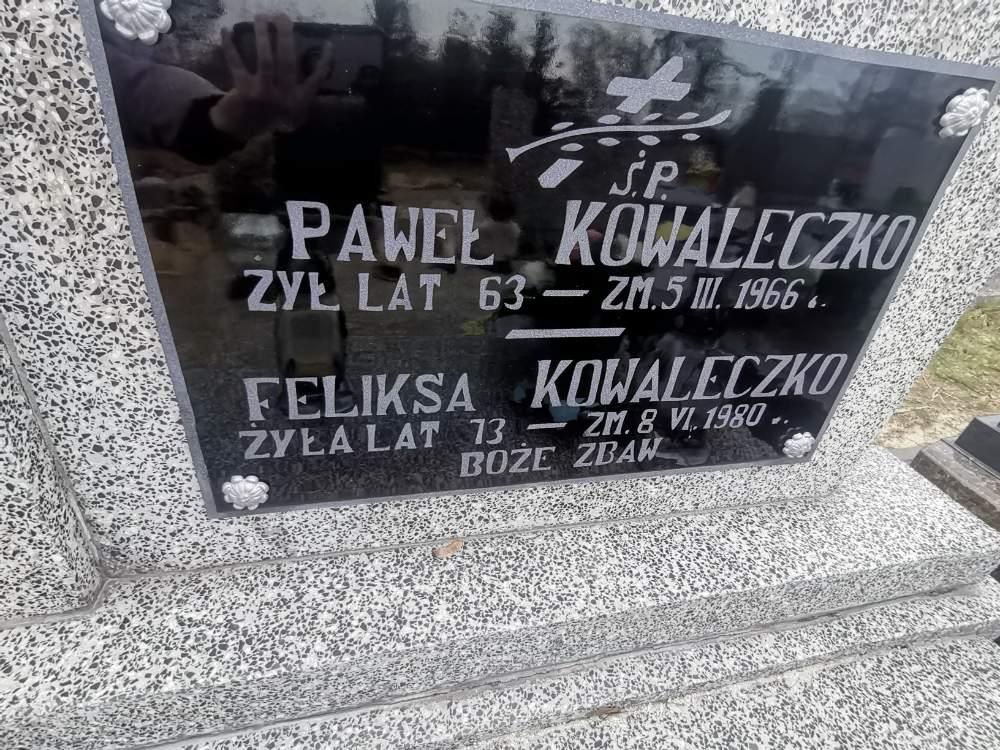 Ś.P.
PAWEŁ KOWALECZKO
ŻYŁ LAT 63 — ZM. 5 III. 1966
FELIKSA KOWALECZKO
ŻYŁA LAT 73 — ZM. 8 VI. 1980
BOŻE ZBAW